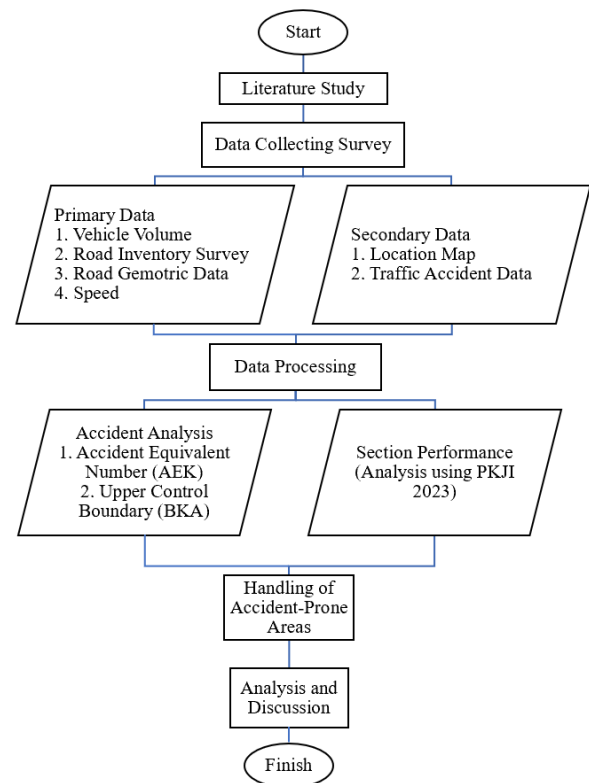 Start
Literature Study
Data Collecting Survey
Primary Data
1. Vehicle Volume
2. Road Inventory Survey
3. Road Gemotric Data
4. Speed
Secondary Data
1. Location Map
2. Traffic Accident Data
Data Processing
Accident Analysis
1. Accident Equivalent
Number (AEK)
2. Upper Control
Boundary (BKA)
Section Performance
(Analysis using PKJI
2023)
Handling of
Accident-Prone
Areas
Analysis and
Discussion
Finish